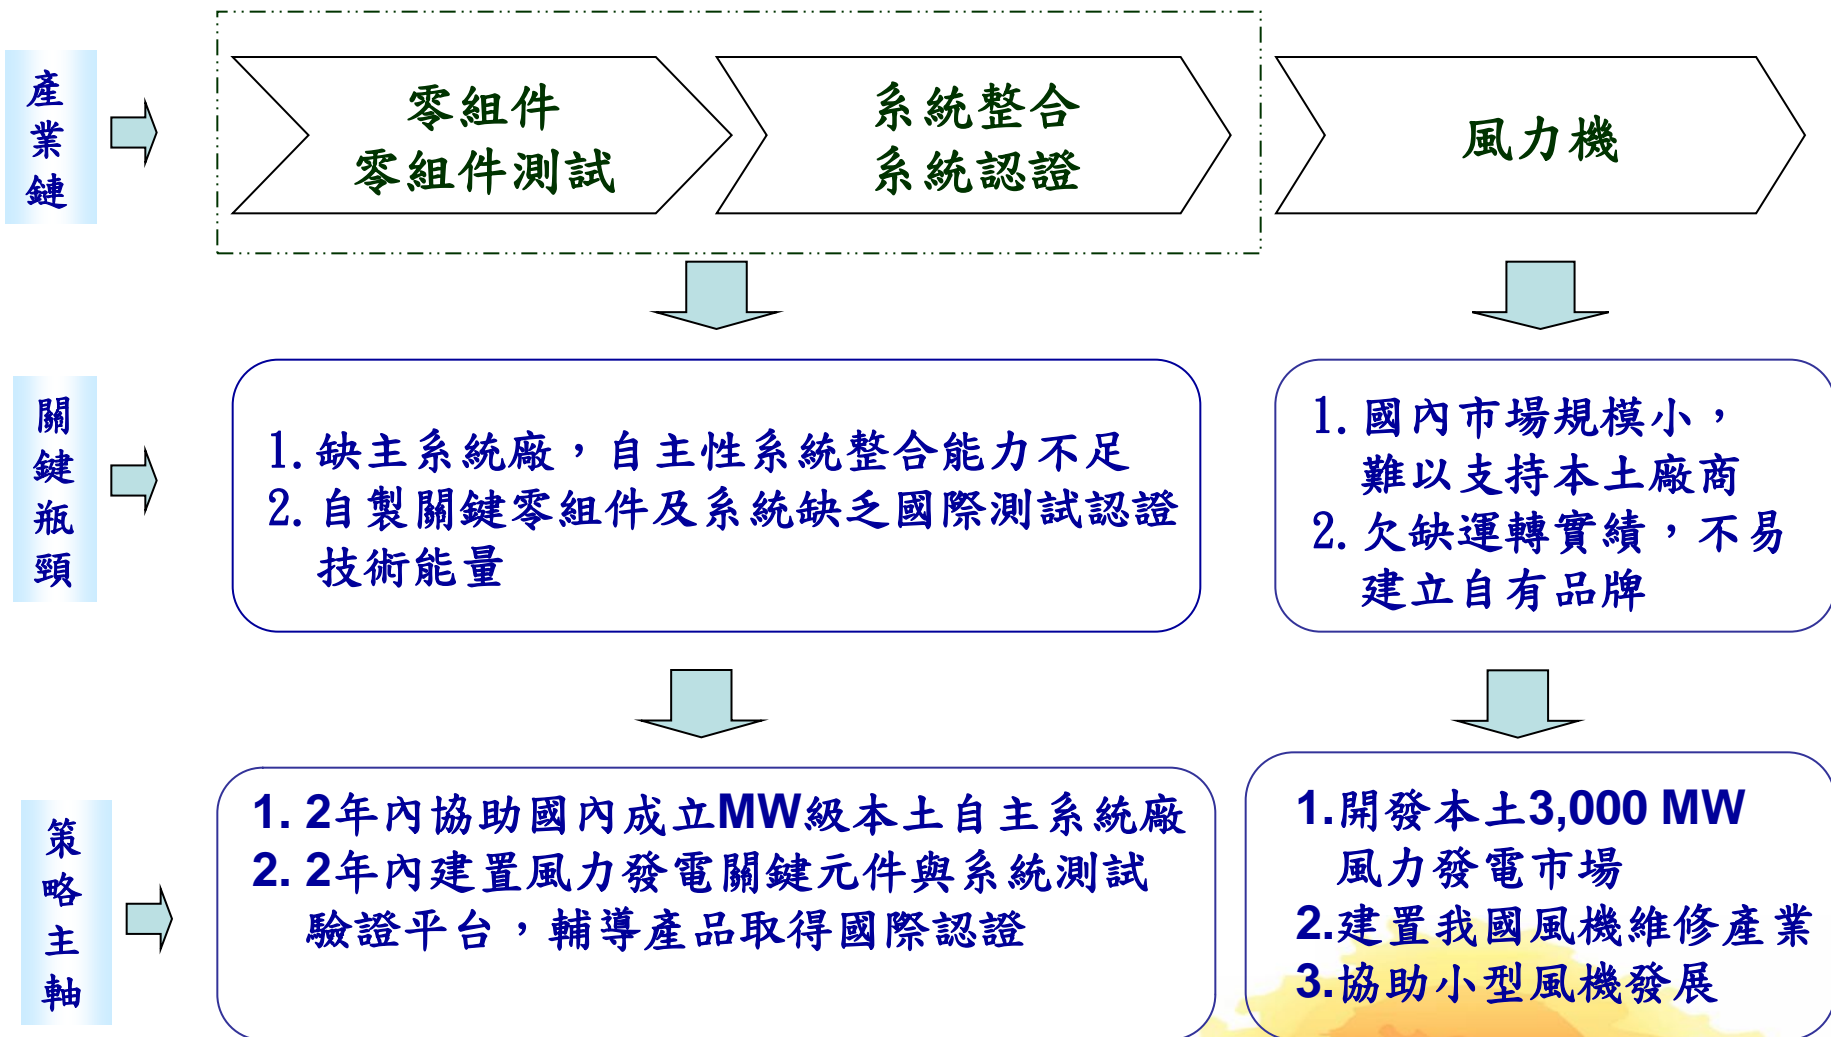 產業鏈
零組件
零組件測試
系統整合
系統認證
風力機
關鍵瓶頸
1. 缺主系統廠，自主性系統整合能力不足
2. 自製關鍵零組件及系統缺乏國際測試認證
技術能量
1. 國內市場規模小，
難以支持本土廠商
2. 欠缺運轉實績，不易
建立自有品牌
策略主軸
1. 2年內協助國內成立MW級本土自主系統廠
2. 2年內建置風力發電關鍵元件與系統測試
驗證平台，輔導產品取得國際認證
1.開發本土3,000 MW
風力發電市場
2.建置我國風機維修產業
3.協助小型風機發展